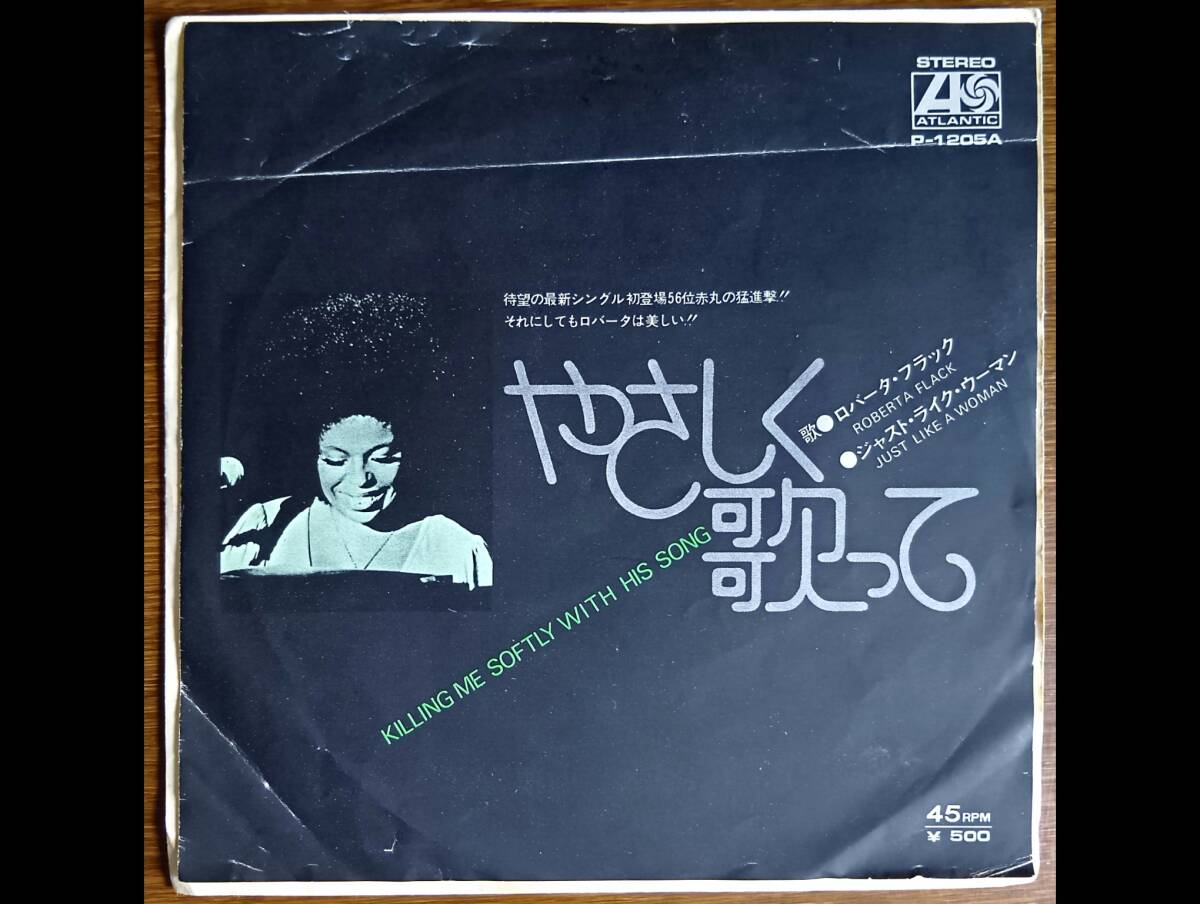 STEREO
ATLANTIC
P-1205A
待望の最新シングル初登場56位赤丸の猛進撃!!
それにしてもロバータは美しい!!
やさしく
歌って
歌●ロバータ・フラック
ROBERTA FLACK
●ジャスト・ライク・ウーマン
JUST LIKE A WOMAN
KILLING ME SOFTLY WITH HIS SONG
45RPM
¥ 500